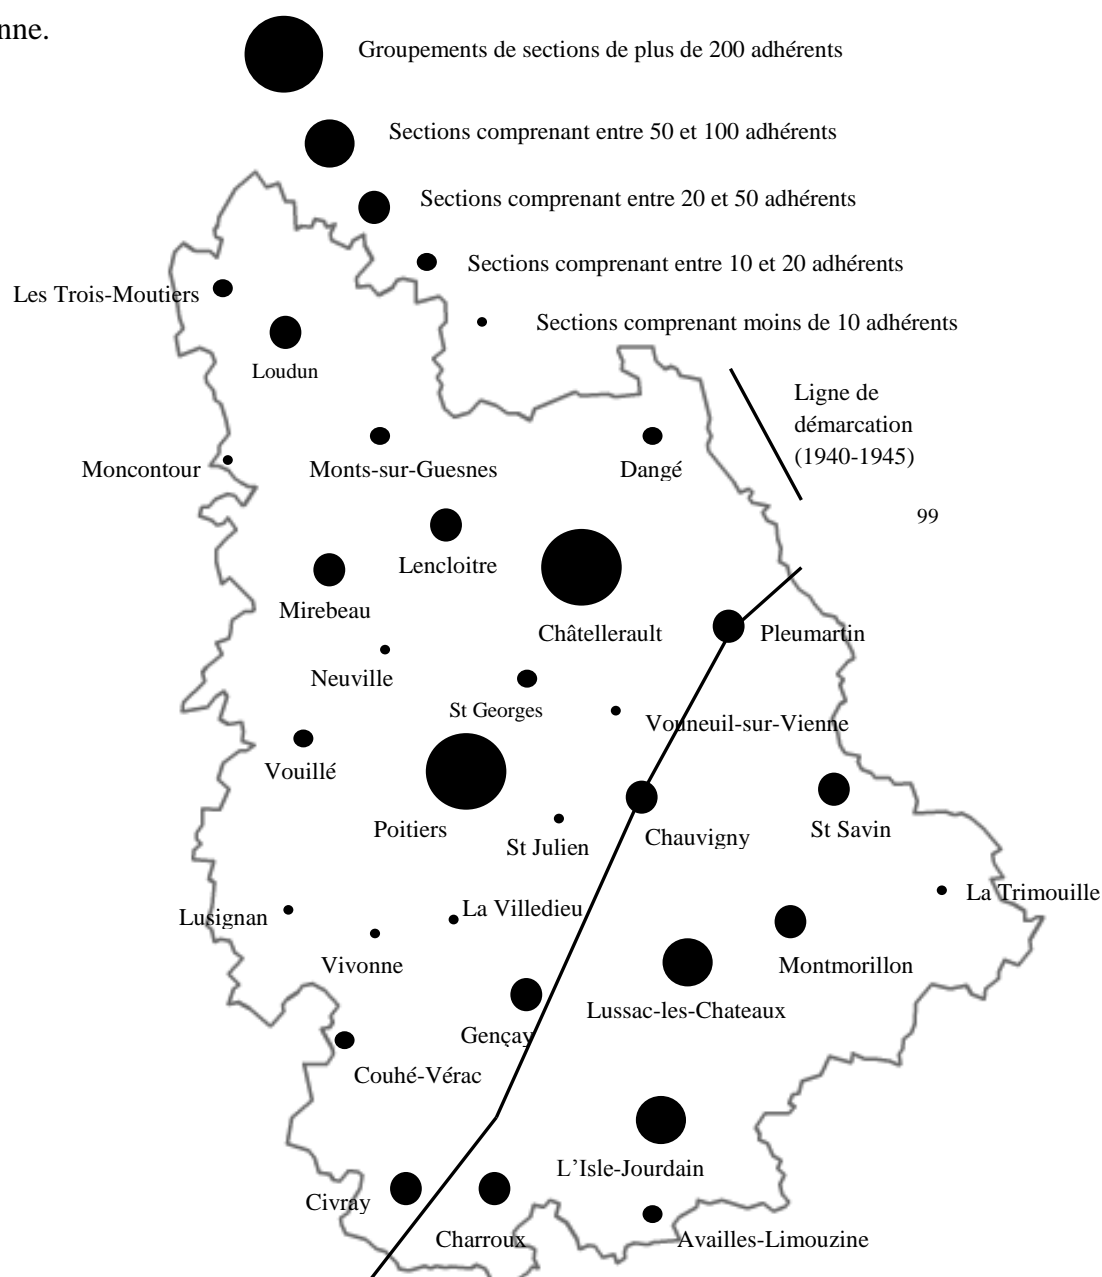 nne.
Groupements de sections de plus de 200 adhérents
Sections comprenant entre 50 et 100 adhérents
Sections comprenant entre 20 et 50 adhérents
Sections comprenant entre 10 et 20 adhérents
Les Trois-Moutiers
Sections comprenant moins de 10 adhérents
Loudun
Ligne de
démarcation
(1940-1945)
Moncontour
Monts-sur-Guesnes
Dangé
99
Lencloitre
Mirebeau
Châtellerault
Pleumartin
Neuville
St Georges
Vouneuil-sur-Vienne
Vouillé
Poitiers
St Julien
Chauvigny
St Savin
La Trimouille
Lusignan
La Villedieu
Vivonne
Montmorillon
Lussac-les-Chateaux
Gençay
Couhé-Vérac
L’Isle-Jourdain
Civray
Charroux
Availles-Limouzine